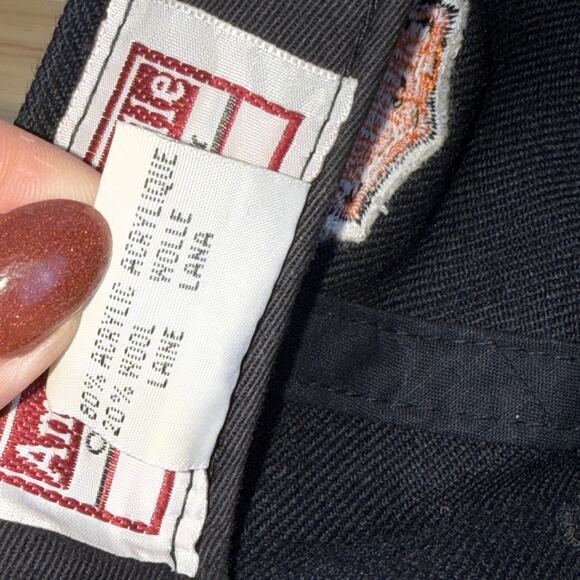 80% ACRYLIC ACRYLIQUE
20% WOOL WOLLE
LAINE LANA